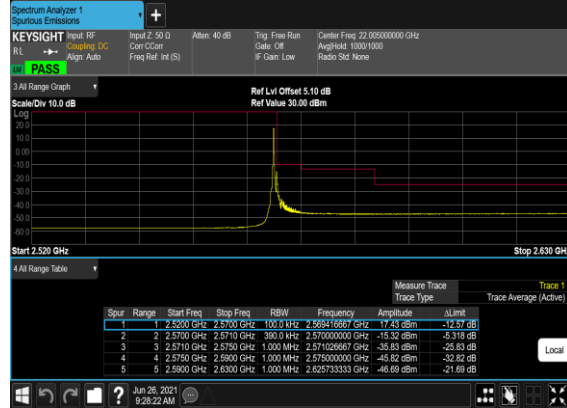 Spectrum Analyzer 1
Spurious Emissions
+
KEYSIGHT Input: RF Input Z: 50 Ω Atten: 40 dB Trig: Free Run Center Freq: 22.005000000 GHz
RL Coupling: DC Corr CCorr Gate: Off Avg|Hold: 1000/1000
Align: Auto Freq Ref: Int (S) IF Gain: Low Radio Std: None
PASS
3 All Range Graph
Ref Lvl Offset 5.10 dB
Scale/Div 10.0 dB Ref Value 30.00 dBm
Log
20.0
10.0
0.00
-10.0
-20.0
-30.0
-40.0
-50.0
-60.0
Start 2.520 GHz Stop 2.630 GH
4 All Range Table
Measure Trace Trace 1
Trace Type Trace Average (Active)
Spur Range Start Freq Stop Freq RBW Frequency Amplitude ΔLimit
1 1 2.5200 GHz 2.5700 GHz 100.0 kHz 2.569416667 GHz 17.43 dBm -12.57 dB
2 2 2.5700 GHz 2.5710 GHz 390.0 kHz 2.570000000 GHz -15.32 dBm -5.318 dB
3 3 2.5710 GHz 2.5750 GHz 1.000 MHz 2.571026667 GHz -35.83 dBm -25.83 dB
4 4 2.5750 GHz 2.5900 GHz 1.000 MHz 2.575000000 GHz -45.82 dBm -32.82 dB
5 5 2.5900 GHz 2.6300 GHz 1.000 MHz 2.625733333 GHz -46.69 dBm -21.69 dB
Local
? Jun 26, 2021
9:28:22 AM